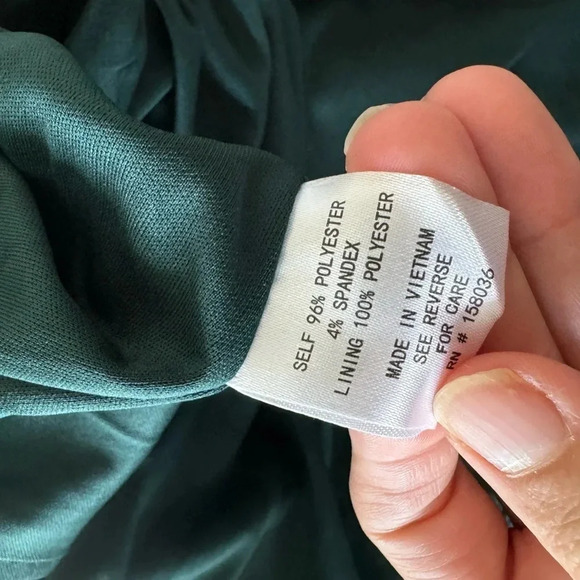 SELF 96% POLYESTER
4% SPANDEX
LINING 100% POLYESTER
MADE IN VIETNAM
SEE REVERSE
FOR CARE
RN # 158036